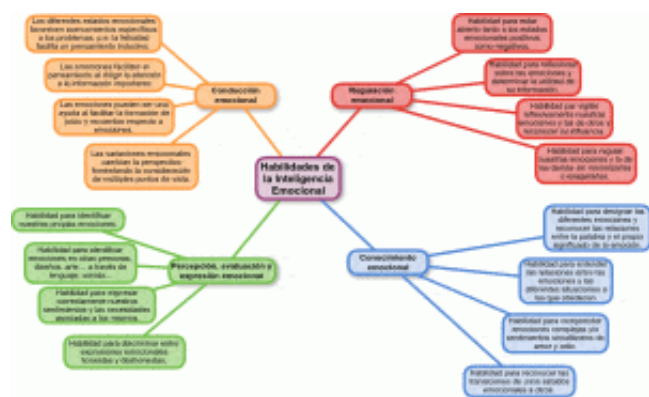 Los diferentes estados emocionales
favorecen acercamientos específicos
a los problemas, p.e. la felicidad
facilita un pensamiento inductivo.
Las emociones facilitan el
pensamiento al dirigir la atención
a la información importante
Las emociones pueden ser una
ayuda al facilitar la formación de
juicio y recuerdos respecto a
emociones.
Las variaciones emocionales
cambian la perspectiva
fomentando la consideración
de múltiples puntos de vista.
Conducción
emocional
Habilidad para estar
abierto tanto a los estados
emocionales positivos
como negativos.
Habilidad para reflexionar
sobre las emociones y
determinar la utilidad de
su información.
Habilidad para vigilar
reflexivamente nuestras
emociones y las de otros y
reconocer su influencia.
Habilidad para regular
nuestras emociones y la de
los demás sin minimizarlas
o exagerarlas.
Regulación
emocional
Habilidades de
la Inteligencia
Emocional
Habilidad para identificar
nuestras propias emociones.
Habilidad para identificar
emociones en otras personas,
diseños, arte... a través de
lenguaje, sonido...
Habilidad para expresar
correctamente nuestros
sentimientos y las necesidades
asociadas a los mismos.
Habilidad para discriminar entre
expresiones emocionales
honestas y deshonestas.
Percepción, evaluación y
expresión emocional
Conocimiento
emocional
Habilidad para designar las
diferentes emociones y
reconocer las relaciones
entre la palabra y el propio
significado de la emoción.
Habilidad para entender
las relaciones entre las
emociones y las
diferentes situaciones a
las que obedecen.
Habilidad para comprender
emociones complejas y/o
sentimientos simultáneos de
amor y odio.
Habilidad para reconocer las
transiciones de unos estados
emocionales a otros.